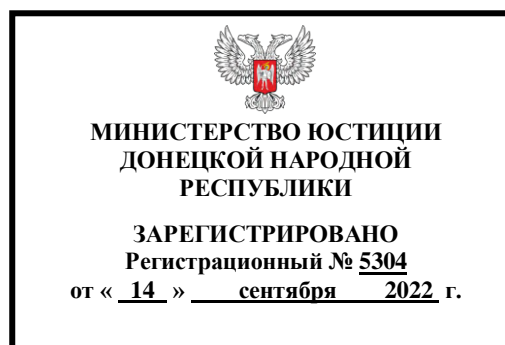 МИНИСТЕРСТВО ЮСТИЦИИ
ДОНЕЦКОЙ НАРОДНОЙ
РЕСПУБЛИКИ
ЗАРЕГИСТРИРОВАНО
Регистрационный № 5304
от « 14 » сентября 2022 г.